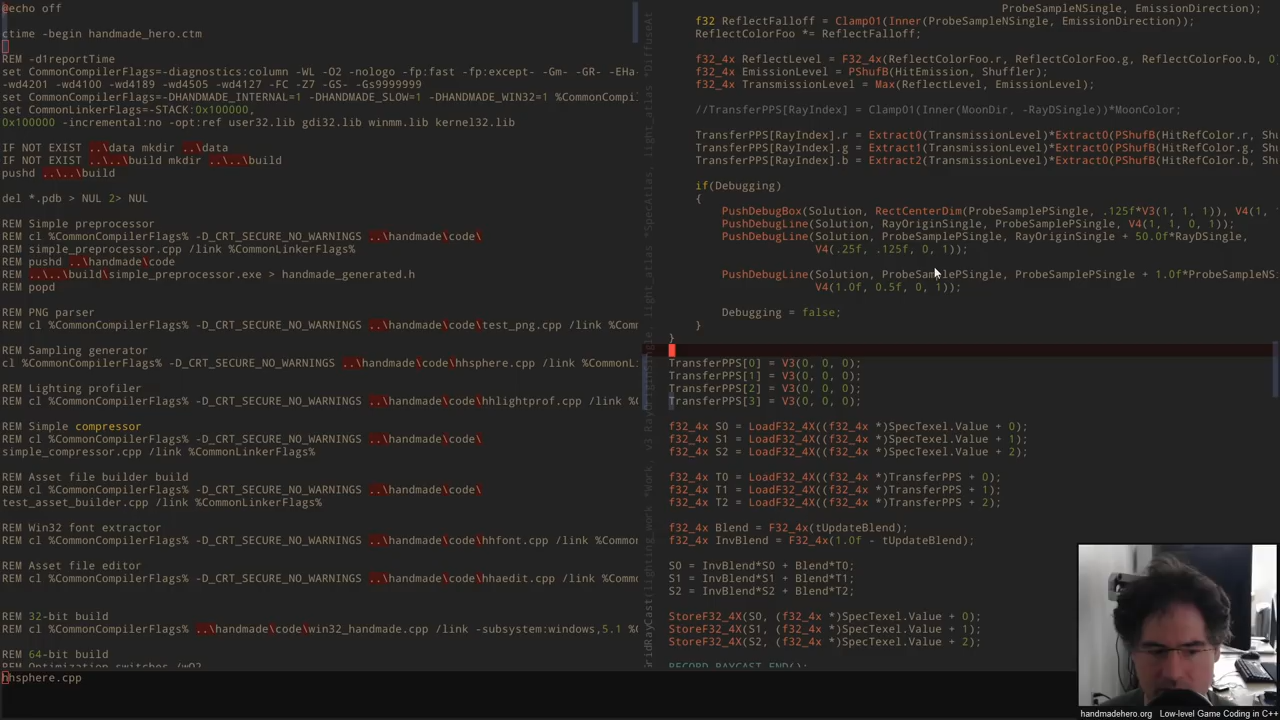 @echo off
ctime -begin handmade_hero.ctm
REM -d1reportTime
set CommonCompilerFlags=-diagnostics:column -WL -O2 -nologo -fp:fast -fp:except- -Gm- -GR- -EHa-
-wd4201 -wd4100 -wd4189 -wd4505 -wd4127 -FC -Z7 -GS- -Gs9999999
set CommonCompilerFlags=-DHANDMADE_INTERNAL=1 -DHANDMADE_SLOW=1 -DHANDMADE_WIN32=1 %CommonCompi
set CommonLinkerFlags=-STACK:0x100000,
0x100000 -incremental:no -opt:ref user32.lib gdi32.lib winmm.lib kernel32.lib
IF NOT EXIST ..\data mkdir ..\data
IF NOT EXIST ..\..\build mkdir ..\..\build
pushd ..\..\build
del *.pdb > NUL 2> NUL
REM Simple preprocessor
REM cl %CommonCompilerFlags% -D_CRT_SECURE_NO_WARNINGS ..\handmade\code\
REM simple_preprocessor.cpp /link %CommonLinkerFlags%
REM pushd ..\handmade\code
REM ..\..\build\simple_preprocessor.exe > handmade_generated.h
REM popd
REM PNG parser
REM cl %CommonCompilerFlags% -D_CRT_SECURE_NO_WARNINGS ..\handmade\code\test_png.cpp /link %Comm
REM Sampling generator
cl %CommonCompilerFlags% -D_CRT_SECURE_NO_WARNINGS ..\handmade\code\hhsphere.cpp /link %CommonL
REM Lighting profiler
REM cl %CommonCompilerFlags% -D_CRT_SECURE_NO_WARNINGS ..\handmade\code\hhlightprof.cpp /link %
REM Simple compressor
REM cl %CommonCompilerFlags% -D_CRT_SECURE_NO_WARNINGS ..\handmade\code\
simple_compressor.cpp /link %CommonLinkerFlags%
REM Asset file builder build
REM cl %CommonCompilerFlags% -D_CRT_SECURE_NO_WARNINGS ..\handmade\code\
test_asset_builder.cpp /link %CommonLinkerFlags%
REM Win32 font extractor
REM cl %CommonCompilerFlags% -D_CRT_SECURE_NO_WARNINGS ..\handmade\code\hhfont.cpp /link %Commo
REM Asset file editor
REM cl %CommonCompilerFlags% -D_CRT_SECURE_NO_WARNINGS ..\handmade\code\hhaedit.cpp /link %Comm
REM 32-bit build
REM cl %CommonCompilerFlags% ..\handmade\code\win32_handmade.cpp /link -subsystem:windows,5.1 %
REM 64-bit build
REM Optimization switches /wO2
hhsphere.cpp
ProbeSampleNSingle, EmissionDirection);
f32 ReflectFalloff = Clamp01(Inner(ProbeSampleNSingle, EmissionDirection));
ReflectColorFoo *= ReflectFalloff;
f32_4x ReflectLevel = F32_4x(ReflectColorFoo.r, ReflectColorFoo.g, ReflectColorFoo.b, 0
f32_4x EmissionLevel = PShufB(HitEmission, Shuffler);
f32_4x TransmissionLevel = Max(ReflectLevel, EmissionLevel);
//TransferPPS[RayIndex] = Clamp01(Inner(MoonDir, -RayDSingle))*MoonColor;
TransferPPS[RayIndex].r = Extract0(TransmissionLevel)*Extract0(PShufB(HitRefColor.r, Sh
TransferPPS[RayIndex].g = Extract1(TransmissionLevel)*Extract0(PShufB(HitRefColor.g, Sh
TransferPPS[RayIndex].b = Extract2(TransmissionLevel)*Extract0(PShufB(HitRefColor.b, Sh
if(Debugging)
{
PushDebugBox(Solution, RectCenterDim(ProbeSamplePSingle, .125f*V3(1, 1, 1)), V4(1,
PushDebugLine(Solution, RayOriginSingle, ProbeSamplePSingle, V4(1, 1, 0, 1));
PushDebugLine(Solution, ProbeSamplePSingle, RayOriginSingle + 50.0f*RayDSingle,
V4(.25f, .125f, 0, 1));
PushDebugLine(Solution, ProbeSamplePSingle, ProbeSamplePSingle + 1.0f*ProbeSampleNS
V4(1.0f, 0.5f, 0, 1));
Debugging = false;
}
}
TransferPPS[0] = V3(0, 0, 0);
TransferPPS[1] = V3(0, 0, 0);
TransferPPS[2] = V3(0, 0, 0);
TransferPPS[3] = V3(0, 0, 0);
f32_4x S0 = LoadF32_4X((f32_4x *)SpecTexel.Value + 0);
f32_4x S1 = LoadF32_4X((f32_4x *)SpecTexel.Value + 1);
f32_4x S2 = LoadF32_4X((f32_4x *)SpecTexel.Value + 2);
f32_4x T0 = LoadF32_4X((f32_4x *)TransferPPS + 0);
f32_4x T1 = LoadF32_4X((f32_4x *)TransferPPS + 1);
f32_4x T2 = LoadF32_4X((f32_4x *)TransferPPS + 2);
f32_4x Blend = F32_4x(tUpdateBlend);
f32_4x InvBlend = F32_4x(1.0f - tUpdateBlend);
S0 = InvBlend*S0 + Blend*T0;
S1 = InvBlend*S1 + Blend*T1;
S2 = InvBlend*S2 + Blend*T2;
StoreF32_4X(S0, (f32_4x *)SpecTexel.Value + 0);
StoreF32_4X(S1, (f32_4x *)SpecTexel.Value + 1);
StoreF32_4X(S2, (f32_4x *)SpecTexel.Value + 2);
RECORD_RAYCAST_END();
handmadehero.org Low-level Game Coding in C++